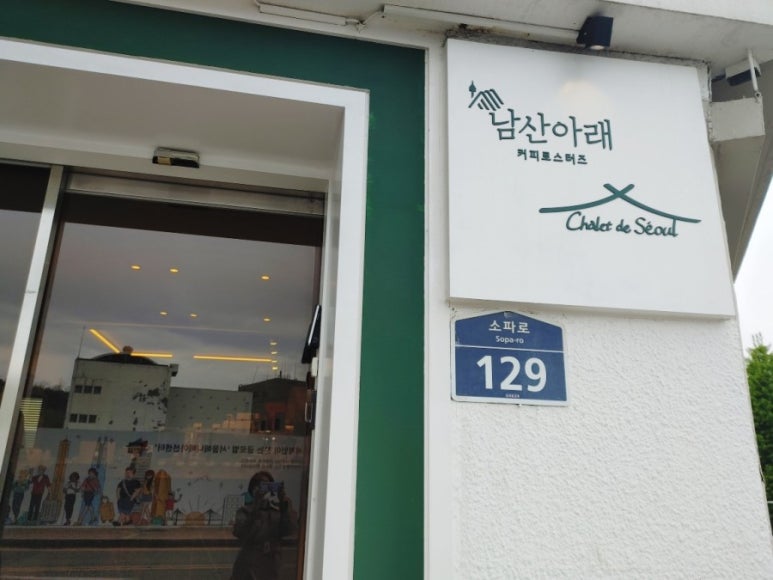 남산아래
커피로스터즈
Chalet de Séoul
소파로
Sopa-ro
129